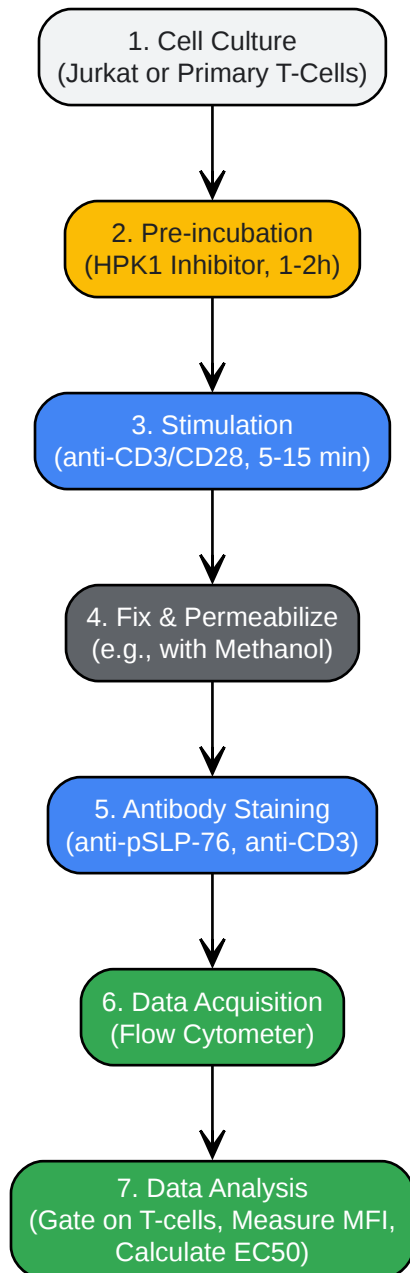 1. Cell Culture
(Jurkat or Primary T-Cells)
2. Pre-incubation
(HPK1 Inhibitor, 1-2h)
3. Stimulation
(anti-CD3/CD28, 5-15 min)
4. Fix & Permeabilize
(e.g., with Methanol)
5. Antibody Staining
(anti-pSLP-76, anti-CD3)
6. Data Acquisition
(Flow Cytometer)
7. Data Analysis
(Gate on T-cells, Measure MFI,
Calculate EC50)